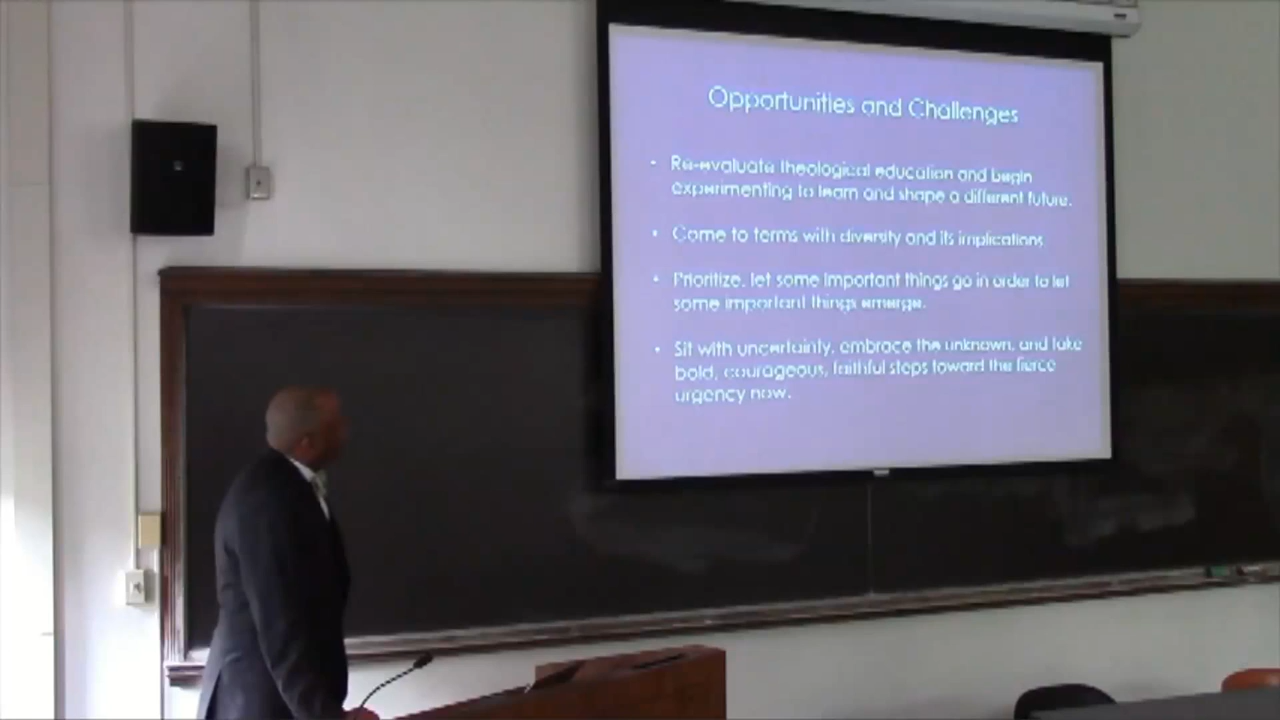 Opportunities and Challenges
• Re-evaluate theological education and begin
experimenting to learn and shape a different future.
• Come to terms with diversity and its implications
• Prioritize, let some important things go in order to let
some important things emerge.
• Sit with uncertainty, embrace the unknown, and take
bold, courageous, faithful steps toward the fierce
urgency now.